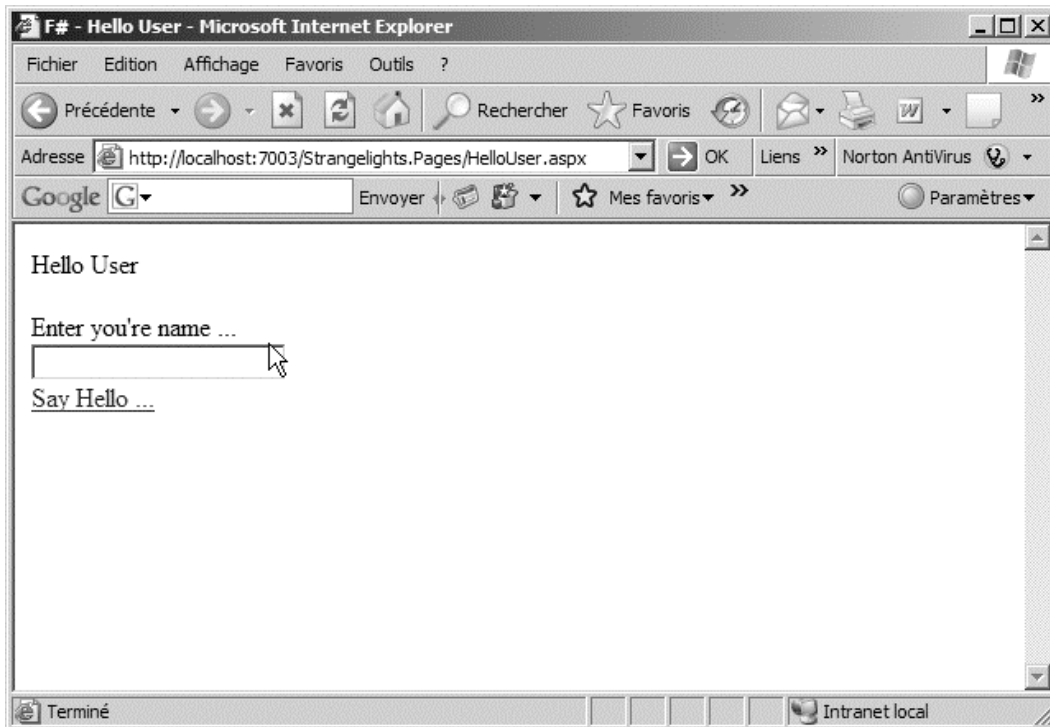 F# - Hello User - Microsoft Internet Explorer
Fichier Edition Affichage Favoris Outils ?
Précédente Rechercher Favoris W »
Adresse http://localhost:7003/Strangelights.Pages/HelloUser.aspx OK Liens » Norton AntiVirus
Google G Envoyer Mes favoris » Paramètres
Hello User
Enter you're name ...
Say Hello ...
Terminé Intranet local